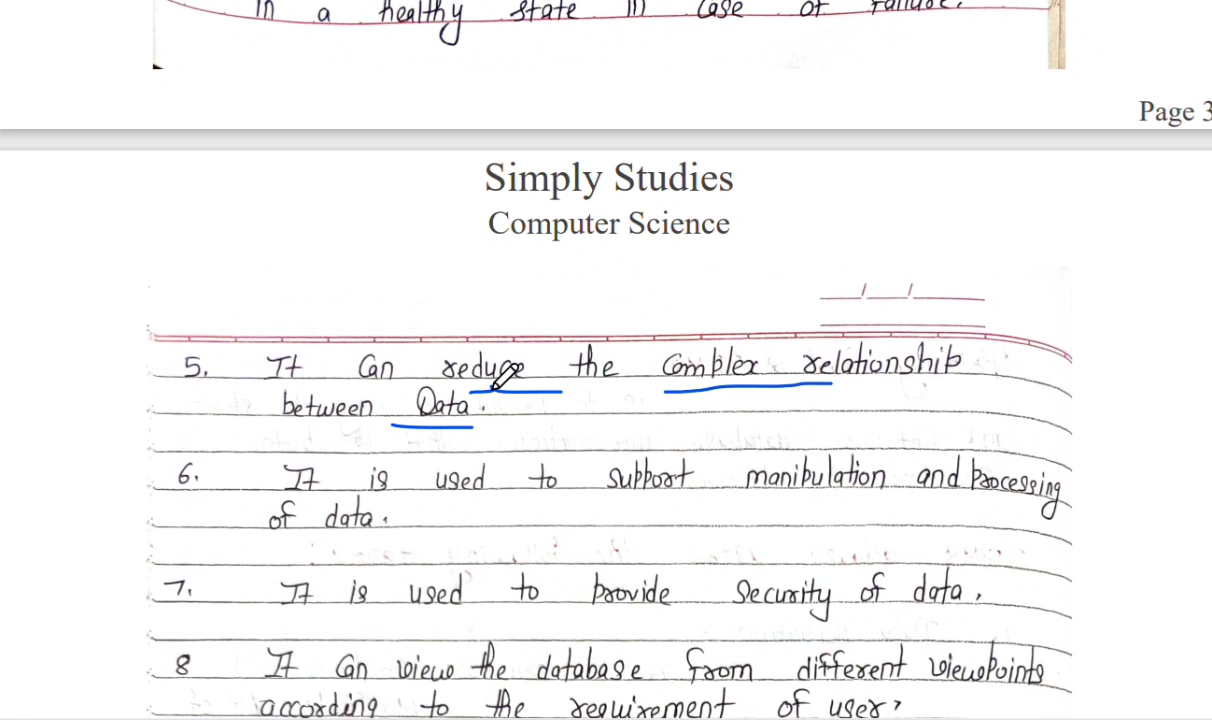 in a healthy state in case of failure.
Page 3
Simply Studies
Computer Science
5. It Can reduce the Complex relationship
between Data.
6. It is used to support manipulation and processing
of data.
7. It is used to provide Security of data.
8 It Can view the database from different viewpoints
according to the requirement of user.